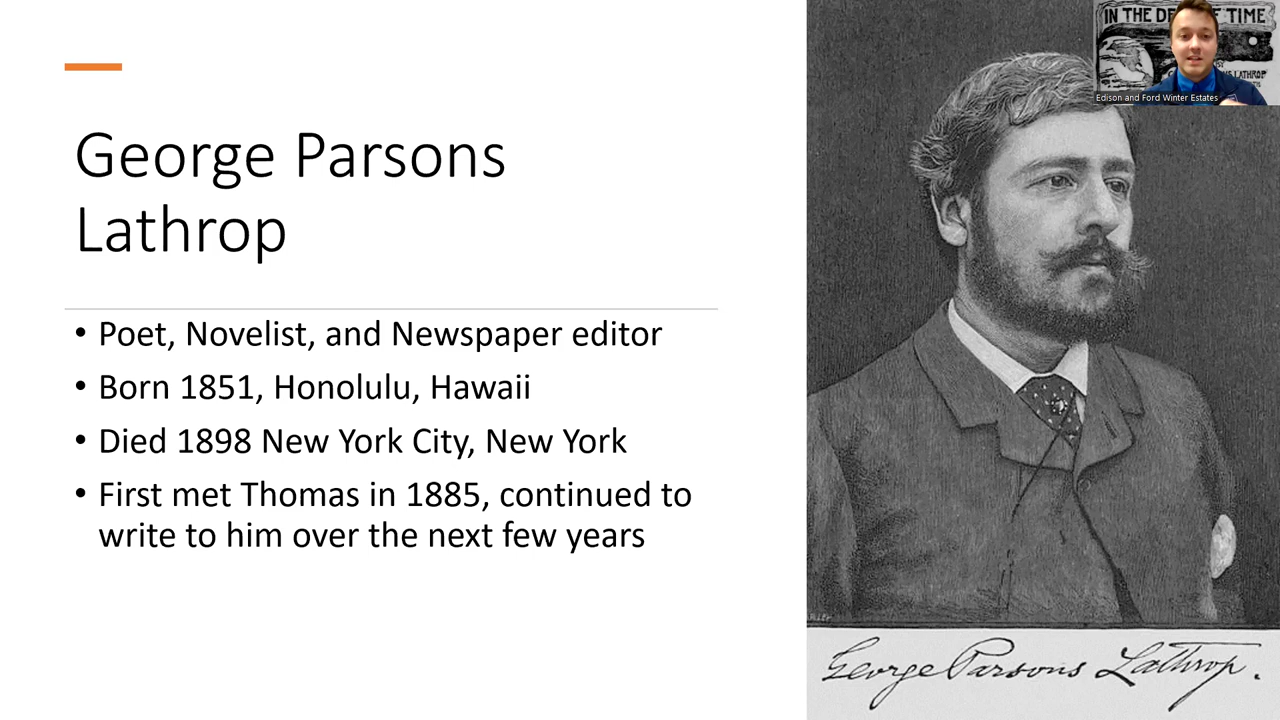 George Parsons
Lathrop
• Poet, Novelist, and Newspaper editor
• Born 1851, Honolulu, Hawaii
• Died 1898 New York City, New York
• First met Thomas in 1885, continued to
write to him over the next few years
IN THE DE TIME
LATHROP
Edison and Ford Winter Estates
George Parsons Lathrop.